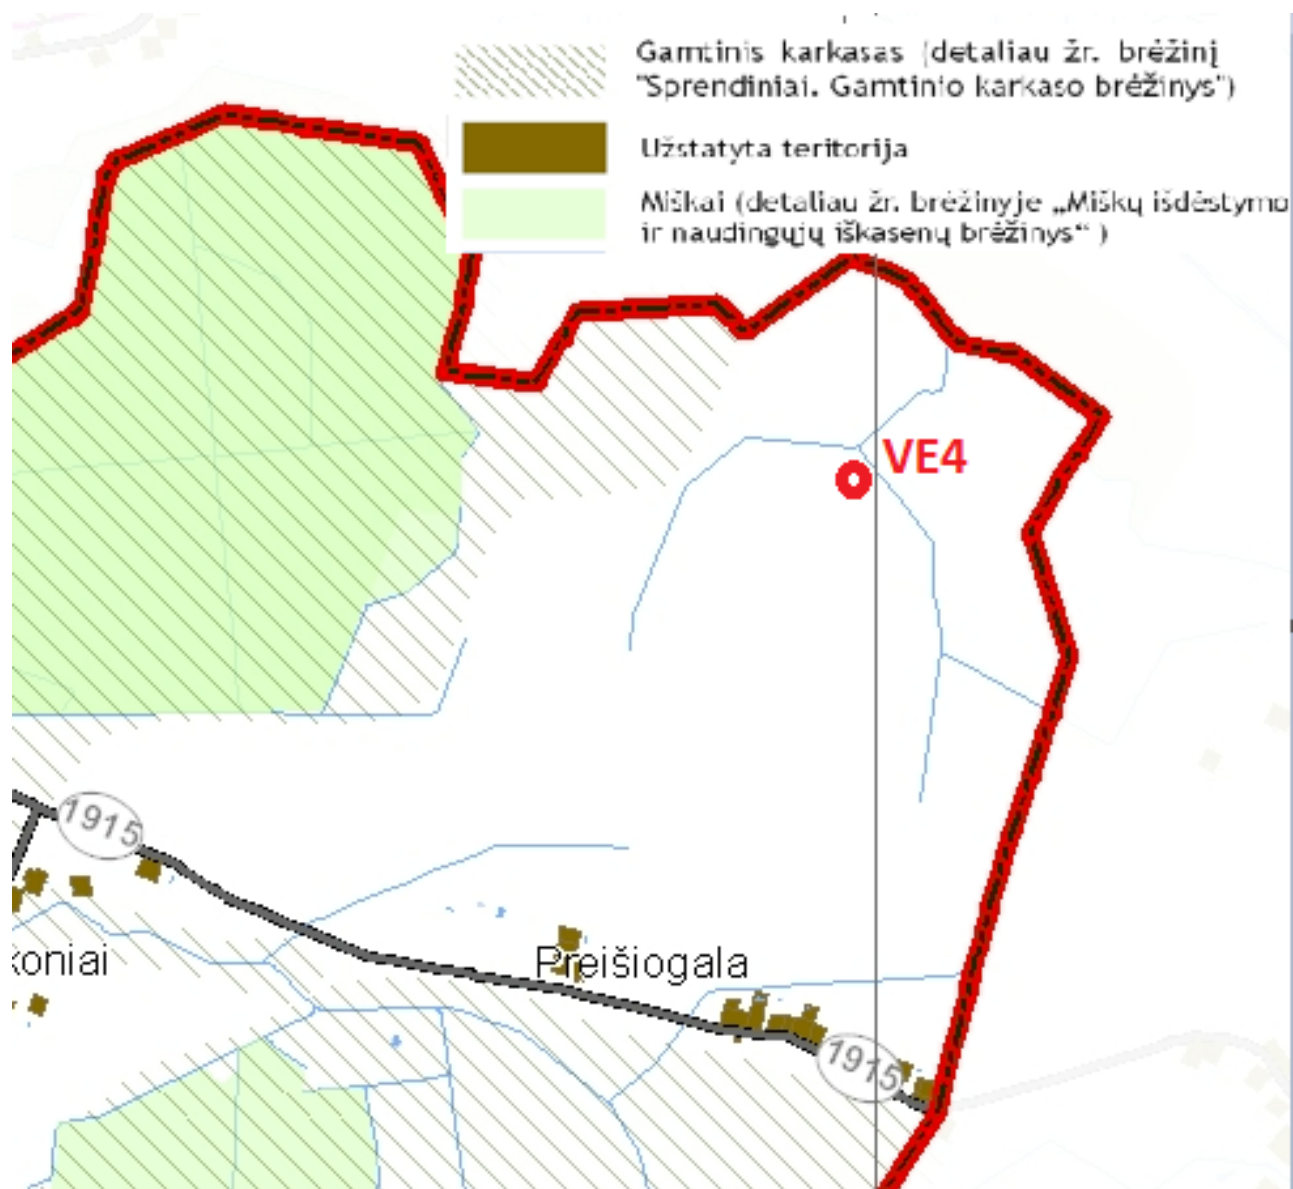 Gamtinis karkasas (detaliau žr. brėžinį
"Sprendiniai. Gamtinio karkaso brėžinys")
Užstatyta teritorija
Miškai (detaliau žr. brėžinyje „Miškų išdėstymo
ir naudingųjų iškasenų brėžinys“ )
VE4
1915
koniai
Preišiogala
1915